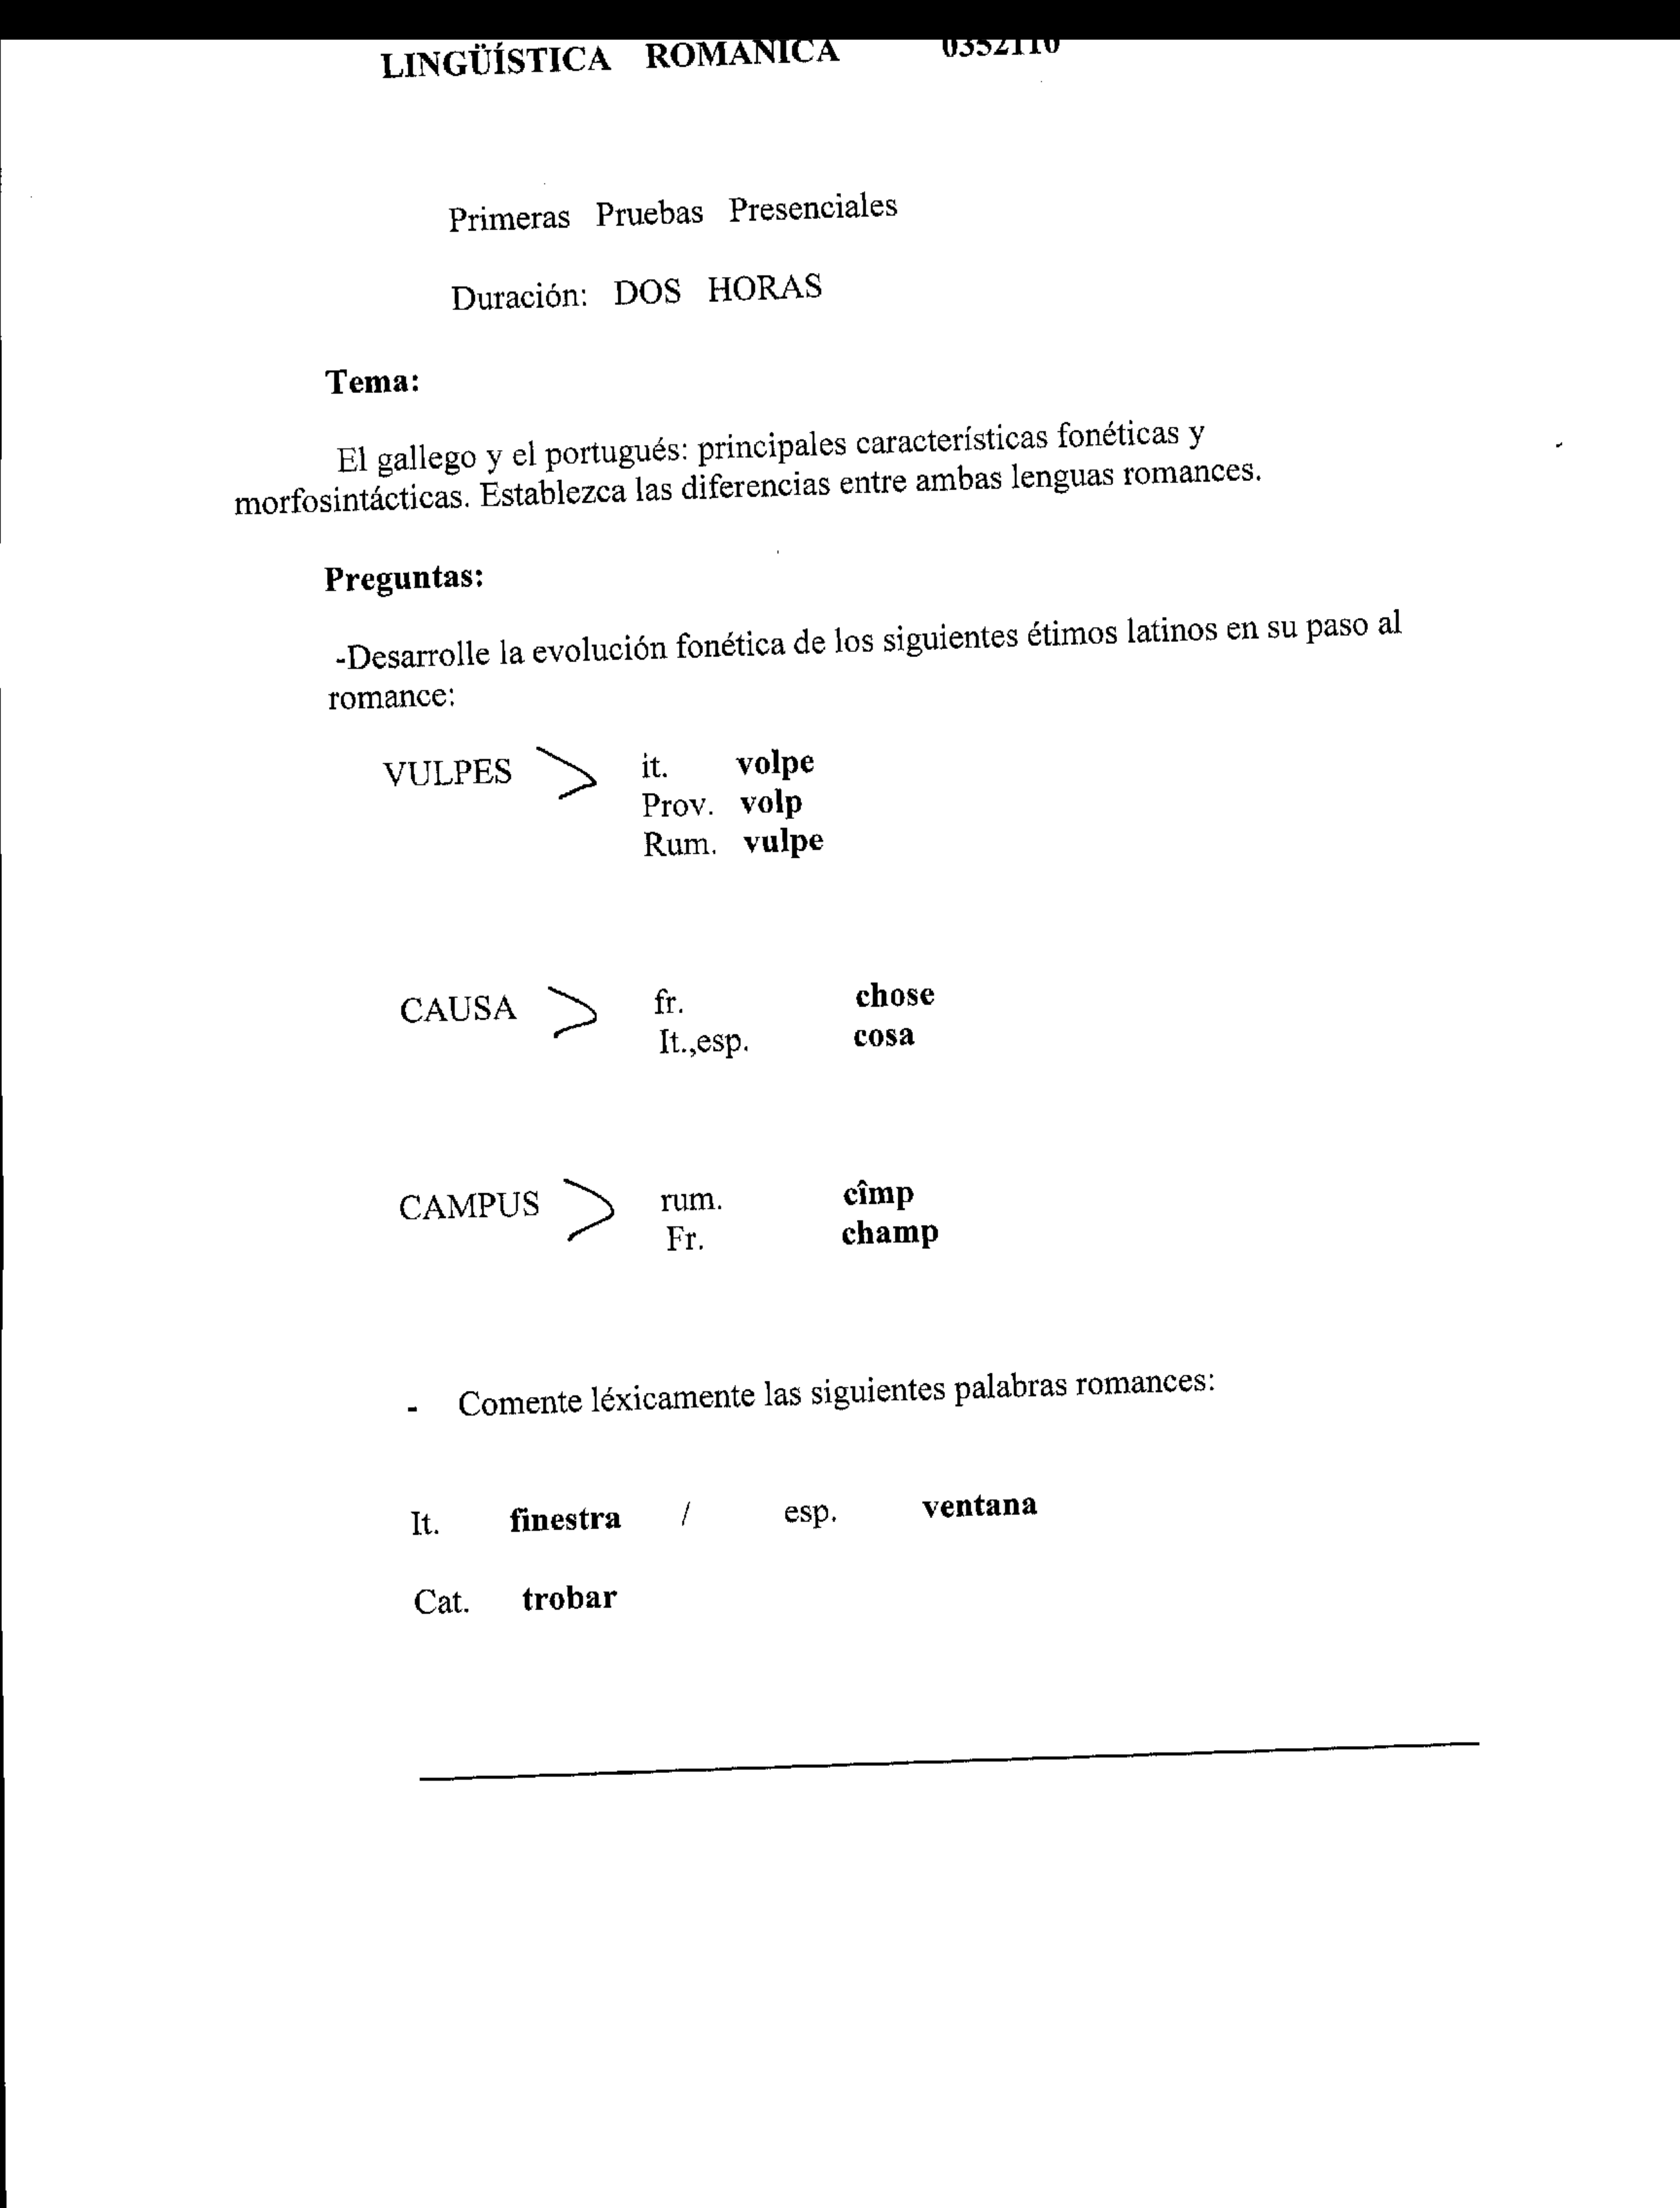 LINGÜÍSTICA ROMANICA 0352110
Primeras Pruebas Presenciales
Duración: DOS HORAS
Tema:
El gallego y el portugués: principales características fonéticas y
morfosintácticas. Establezca las diferencias entre ambas lenguas romances.
Preguntas:
-Desarrolle la evolución fonética de los siguientes étimos latinos en su paso al
romance:
VULPES > it. volpe
Prov. volp
Rum. vulpe
CAUSA > fr. chose
It.,esp. cosa
CAMPUS > rum. cîmp
Fr. champ
- Comente léxicamente las siguientes palabras romances:
It. finestra / esp. ventana
Cat. trobar